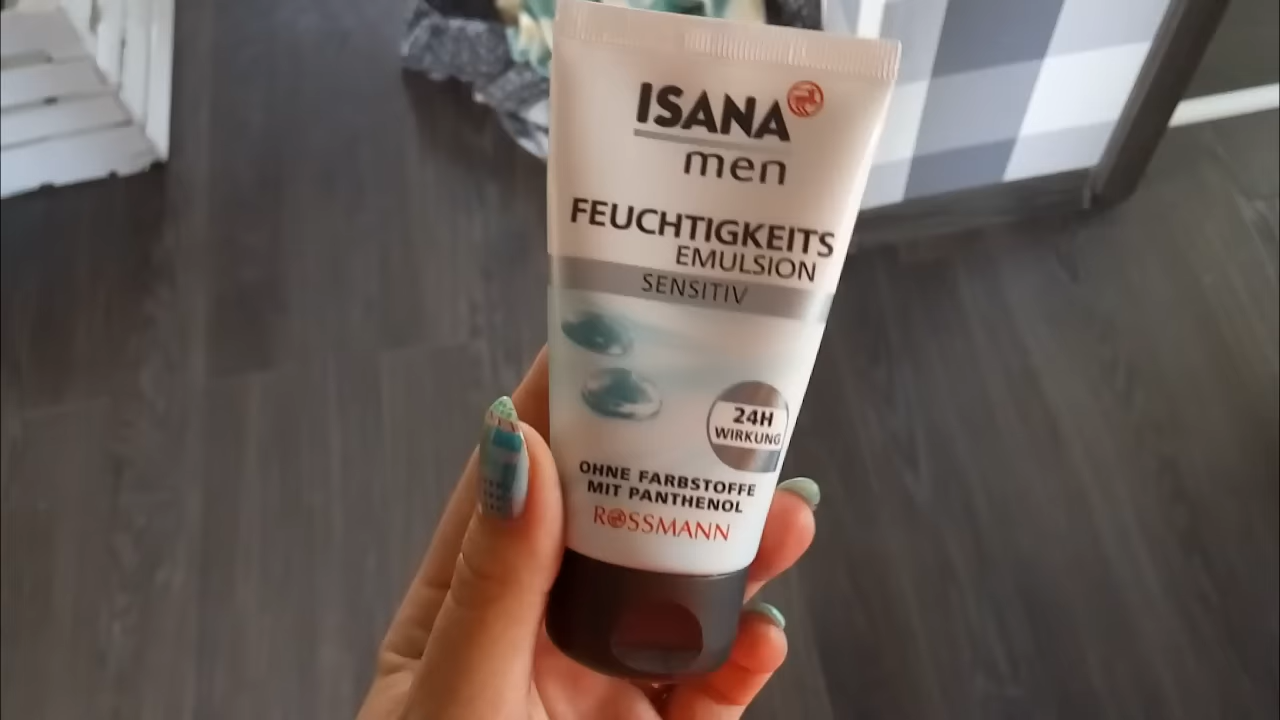 ISANA
men
FEUCHTIGKEITS
EMULSION
SENSITIV
24H
WIRKUNG
OHNE FARBSTOFFE
MIT PANTHENOL
ROSSMANN